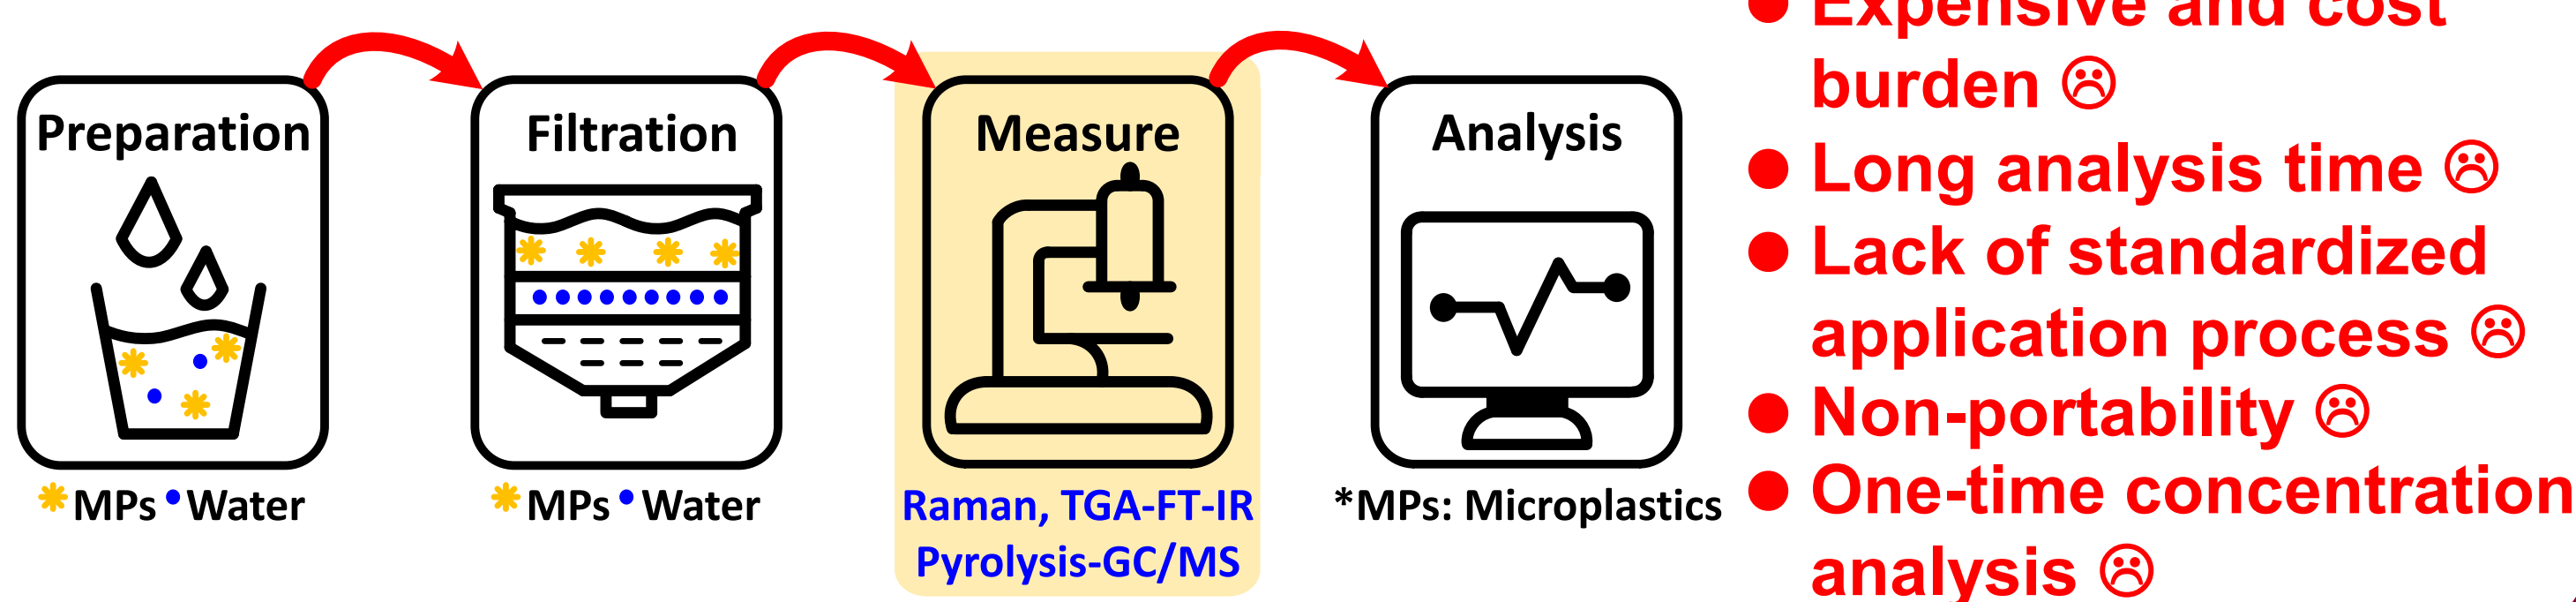 Preparation
MPs Water
Filtration
MPs Water
Measure
Raman, TGA-FT-IR
Pyrolysis-GC/MS
Analysis
*MPs: Microplastics
● Expensive and cost
burden ☹
● Long analysis time ☹
● Lack of standardized
application process ☹
● Non-portability ☹
● One-time concentration
analysis ☹